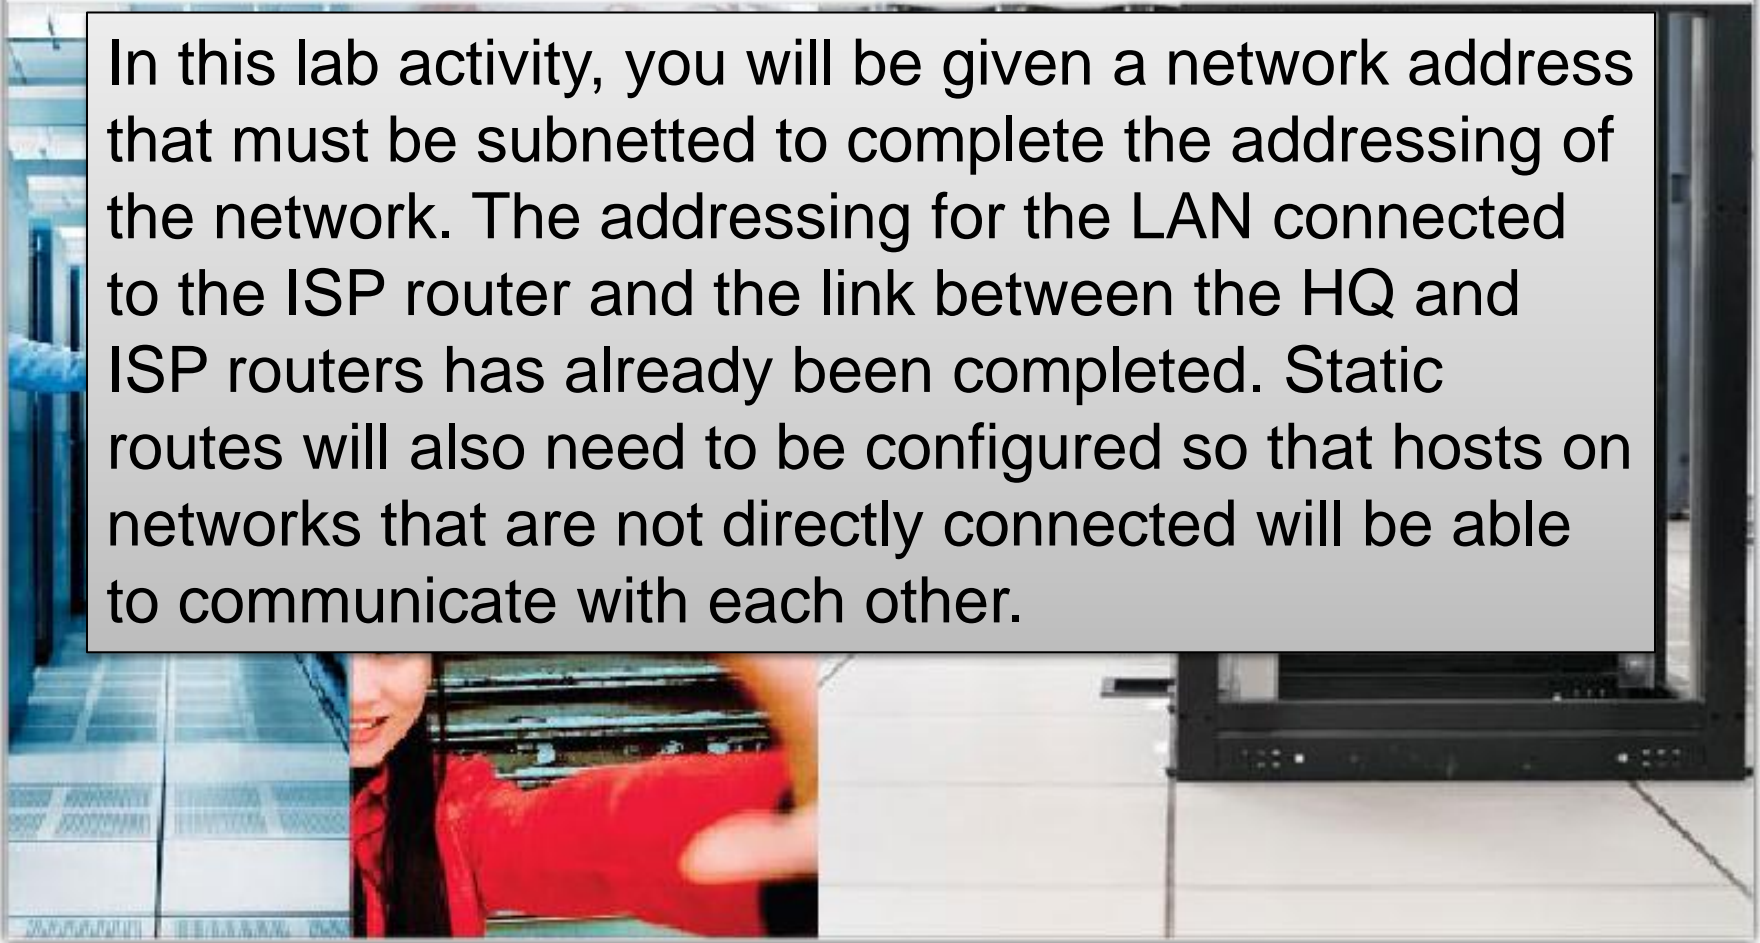 In this lab activity, you will be given a network address
that must be subnetted to complete the addressing of
the network. The addressing for the LAN connected
to the ISP router and the link between the HQ and
ISP routers has already been completed. Static
routes will also need to be configured so that hosts on
networks that are not directly connected will be able
to communicate with each other.